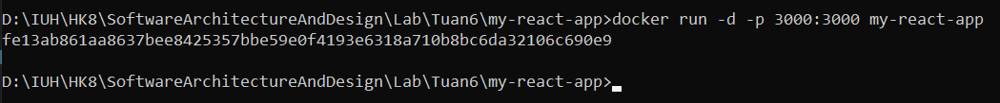 D:\IUH\HK8\SoftwareArchitectureAndDesign\Lab\Tuan6\my-react-app>docker run -d -p 3000:3000 my-react-app
fe13ab861aa8637bee8425357bbe59e0f4193e6318a710b8bc6da32106c690e9
D:\IUH\HK8\SoftwareArchitectureAndDesign\Lab\Tuan6\my-react-app>